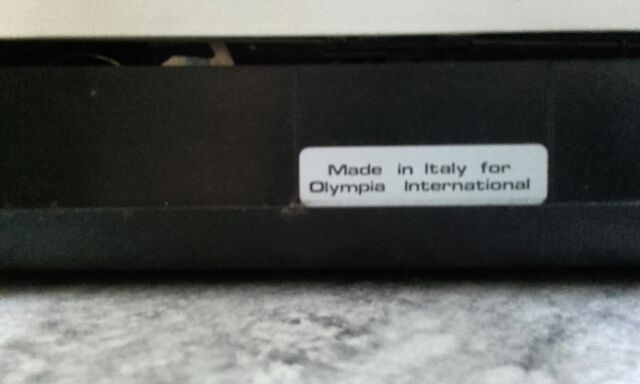 Made in Italy for
Olympia International